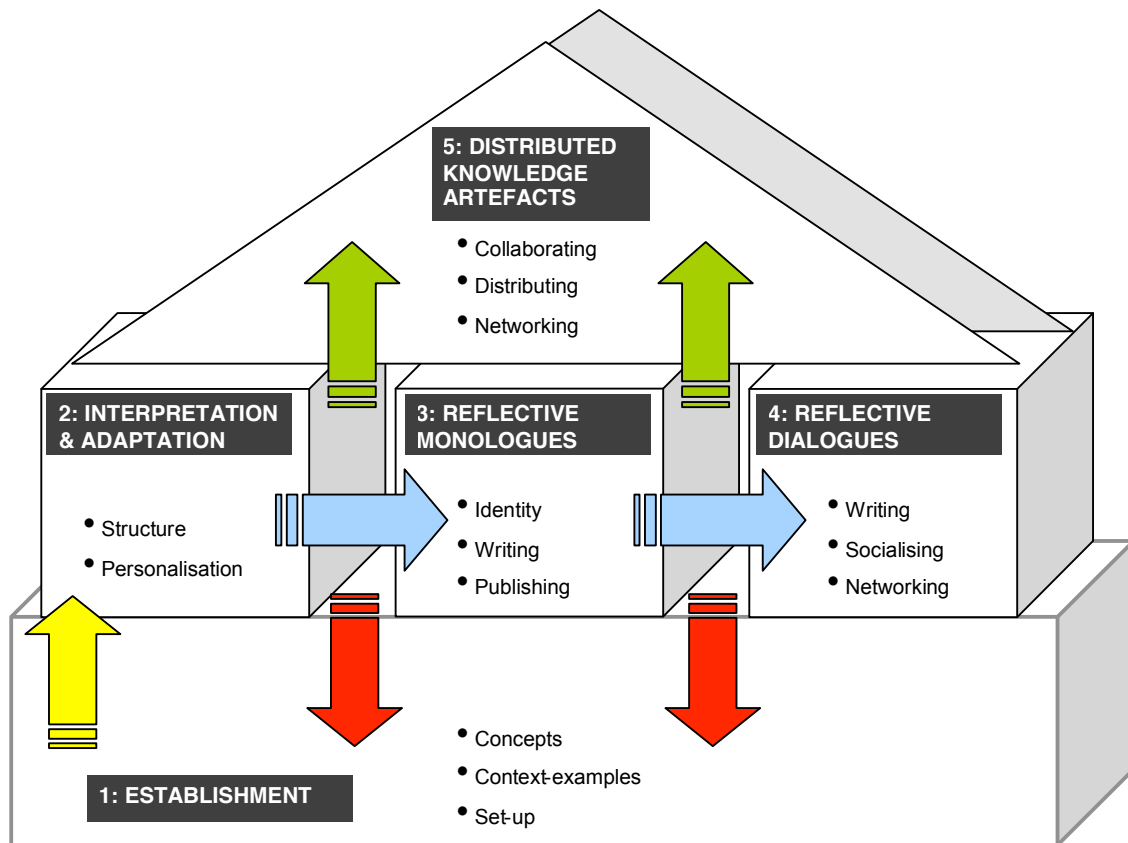 5: DISTRIBUTED
KNOWLEDGE
ARTEFACTS
• Collaborating
• Distributing
• Networking
2: INTERPRETATION
& ADAPTATION
• Structure
• Personalisation
3: REFLECTIVE
MONOLOGUES
• Identity
• Writing
• Publishing
4: REFLECTIVE
DIALOGUES
• Writing
• Socialising
• Networking
1: ESTABLISHMENT
• Concepts
• Context-examples
• Set-up